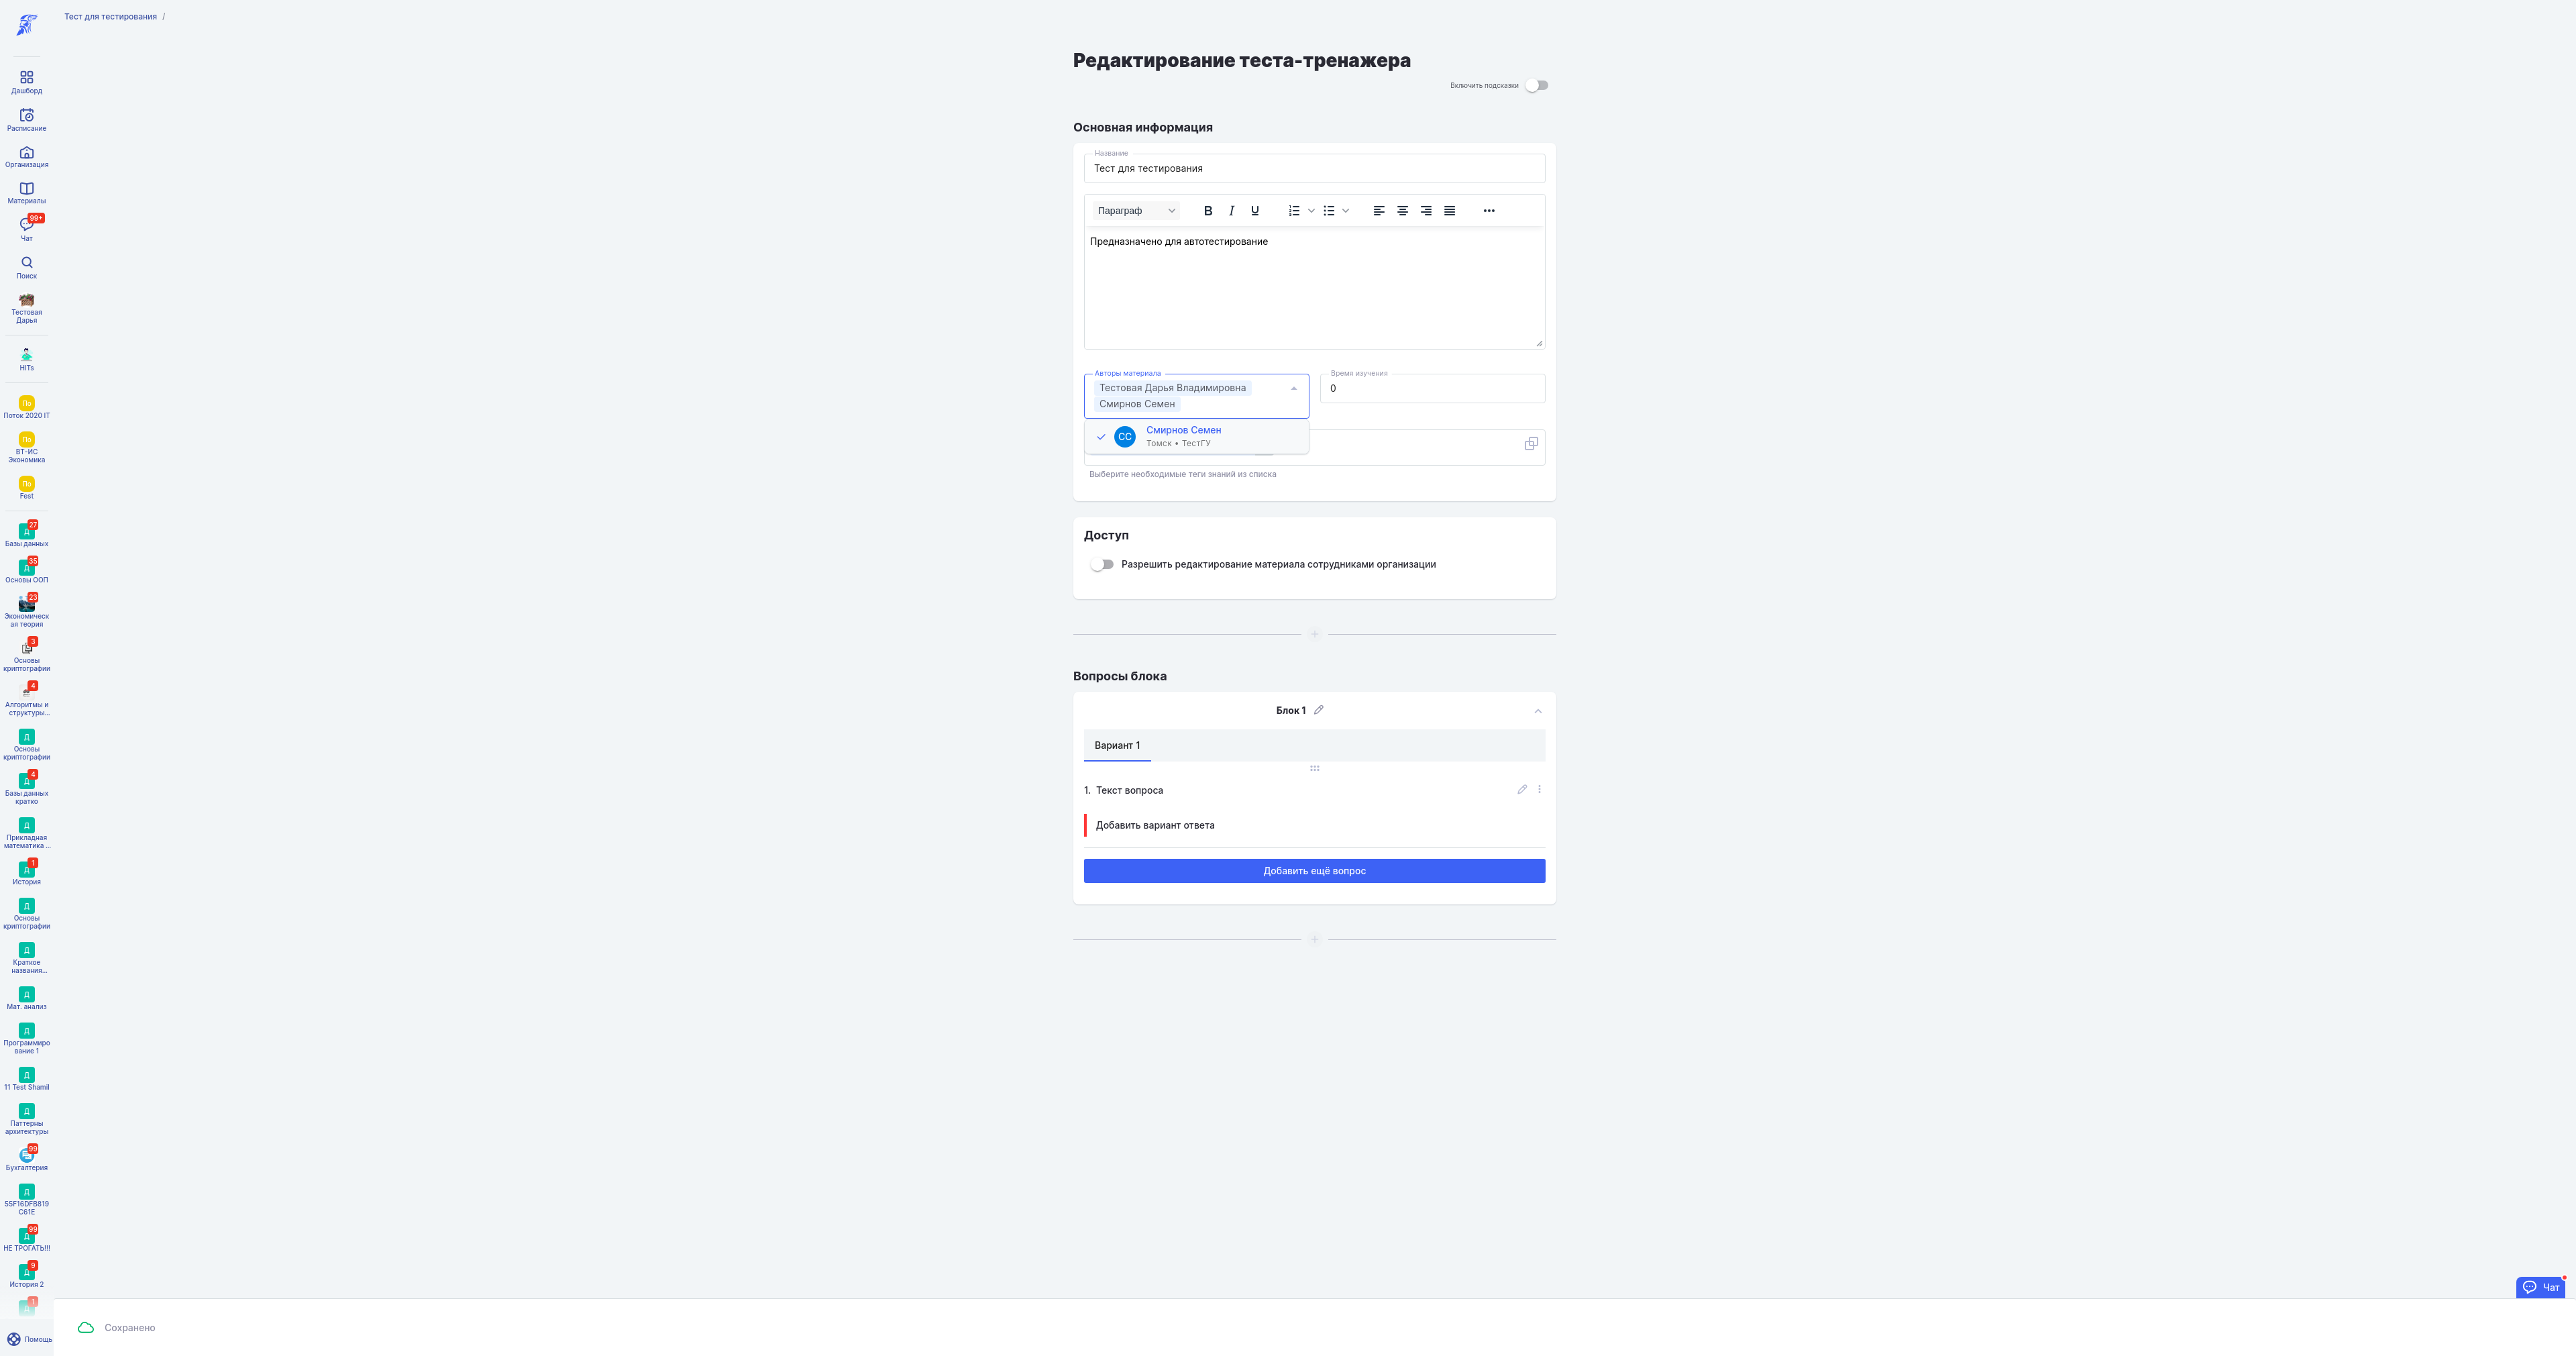 Тест для тестирования /
Дашборд
Расписание
Организация
Материалы
99+
Чат
Поиск
Тестовая
Дарья
HITs
По
Поток 2020 IT
По
ВТ-ИС
Экономика
По
Fest
27
Д
Базы данных
35
Д
Основы ООП
23
Экономическ
ая теория
3
Основы
криптографии
4
Алгоритмы и
структуры...
Д
Основы
криптографии
4
Д
Базы данных
кратко
Д
Прикладная
математика ...
1
Д
История
Д
Основы
криптографии
Д
Краткое
названия...
Д
Мат. анализ
Д
Программиро
вание 1
Д
11 Test Shamil
Д
Паттерны
архитектуры
99
Бухгалтерия
Д
55F16DFB819
C61E
99
Д
НЕ ТРОГАТЬ!!!
9
Д
История 2
1
Д
Помощь
Редактирование теста-тренажера
Включить подсказки
Основная информация
Название
Тест для тестирования
Параграф
B I U
Предназначено для автотестирование
Авторы материала
Тестовая Дарья Владимировна
Смирнов Семен
Время изучения
0
СС
Смирнов Семен
Томск • ТестГУ
Выберите необходимые теги знаний из списка
Доступ
Разрешить редактирование материала сотрудниками организации
Вопросы блока
Блок 1
Вариант 1
1. Текст вопроса
Добавить вариант ответа
Добавить ещё вопрос
Чат
Сохранено